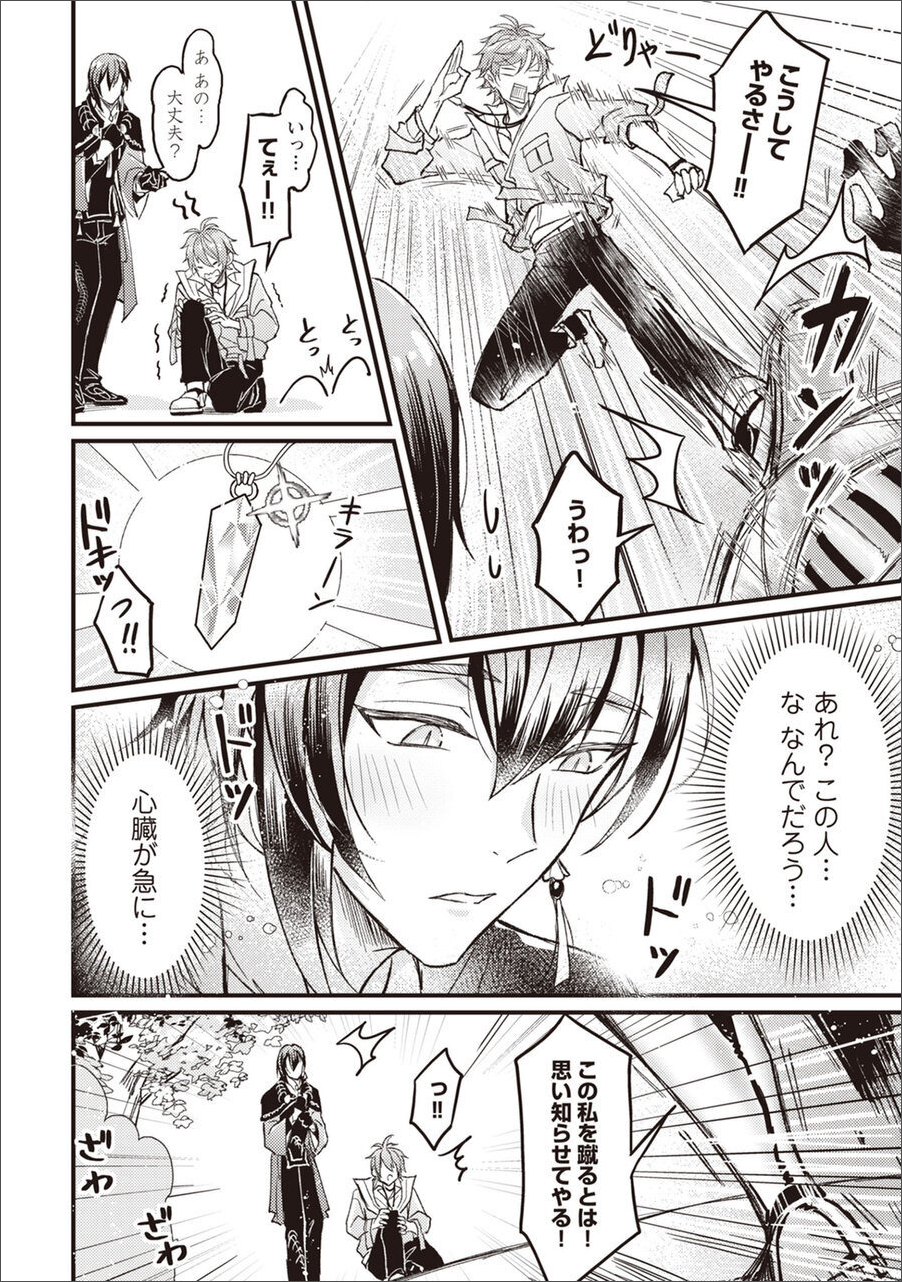 こうして
やるさー!!
どりゃー
カンッ
うわっ!
いっ…
てぇー!!
あ あの…
大丈夫?
とっ
とっ
キラーン
ドキッ
っ!!
あれ? この人…
な なんでだろう…
ドッ
ドドドッ
心臓が急に…
この私を蹴るとは!
思い知らせてやる!
っ!!
ざわ
ざわ